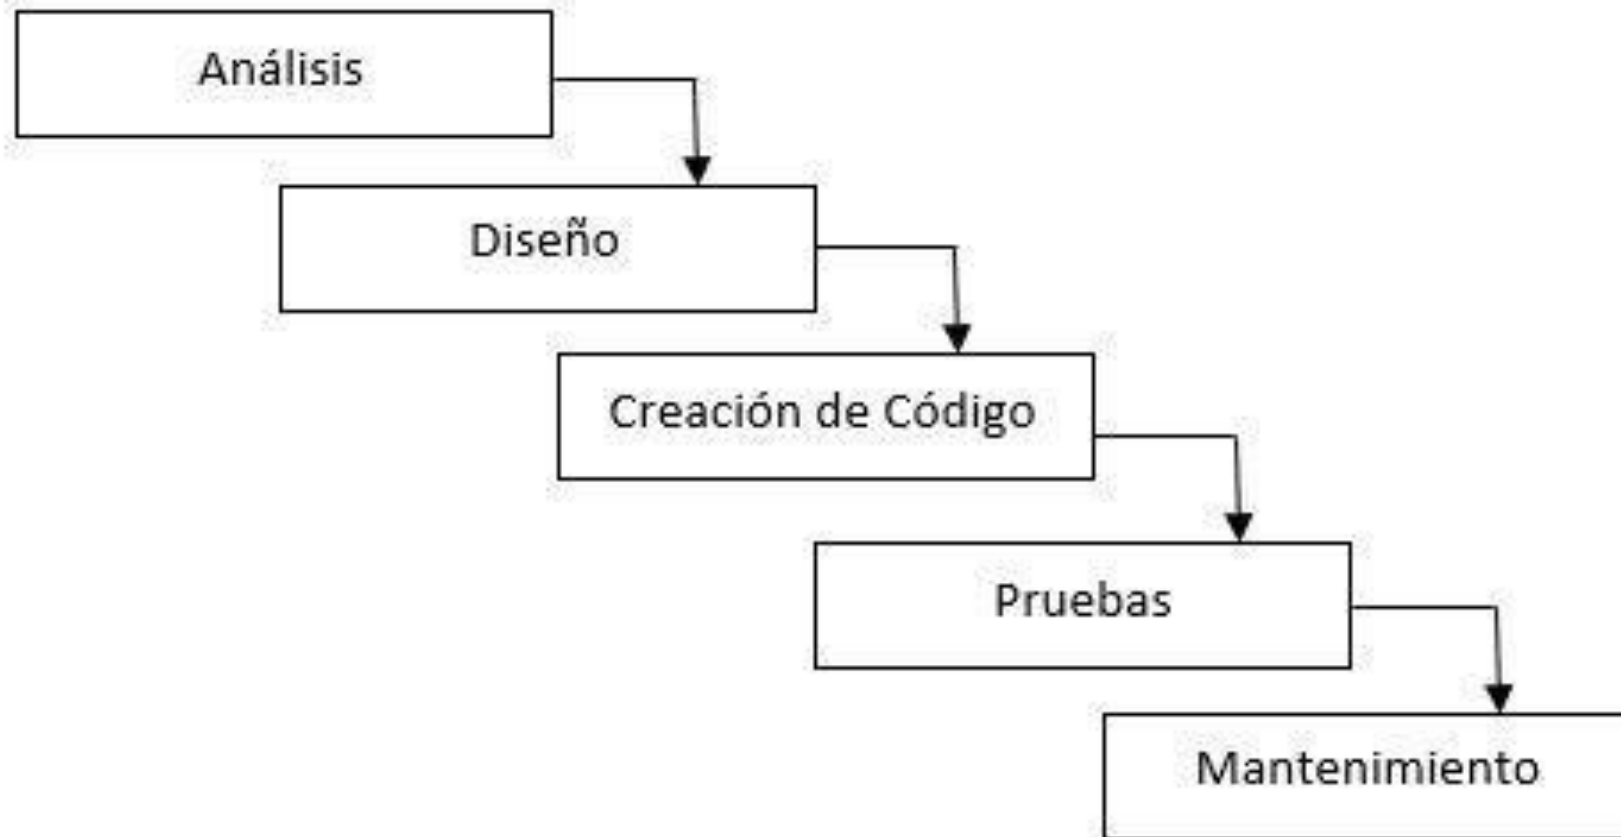 Análisis
Diseño
Creación de Código
Pruebas
Mantenimiento